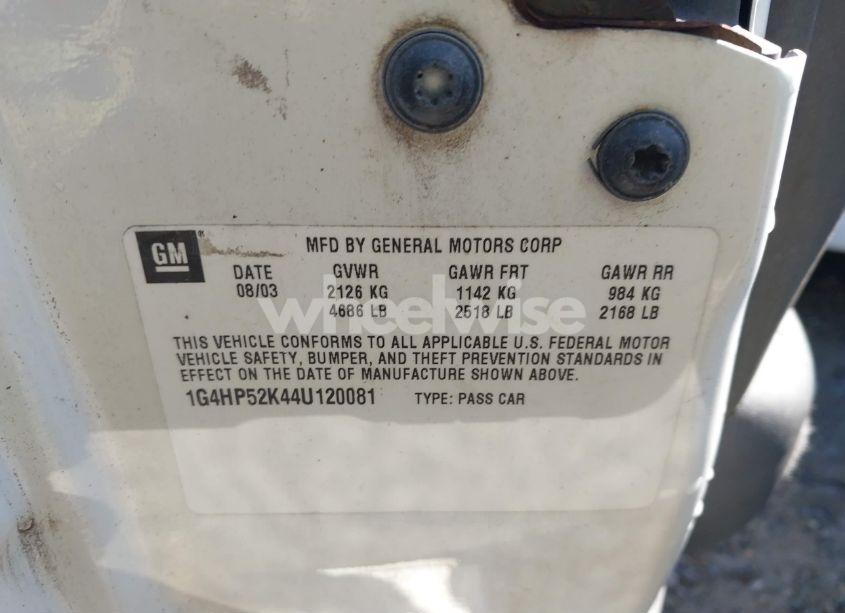 GM
MFD BY GENERAL MOTORS CORP
DATE GVWR GAWR FRT GAWR RR
08/03 2126 KG 1142 KG 984 KG
4686 LB 2518 LB 2168 LB
wheelwise
THIS VEHICLE CONFORMS TO ALL APPLICABLE U.S. FEDERAL MOTOR
VEHICLE SAFETY, BUMPER, AND THEFT PREVENTION STANDARDS IN
EFFECT ON THE DATE OF MANUFACTURE SHOWN ABOVE.
1G4HP52K44U120081 TYPE: PASS CAR